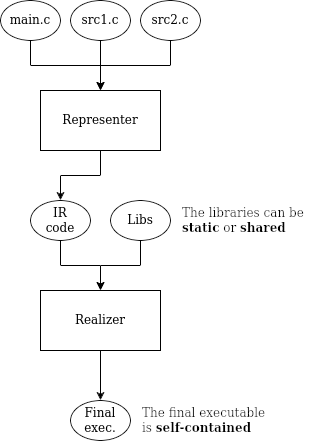 main.c src1.c src2.c
Representer
IR
code
Libs
The libraries can be
static or shared
Realizer
Final
exec.
The final executable
is self-contained